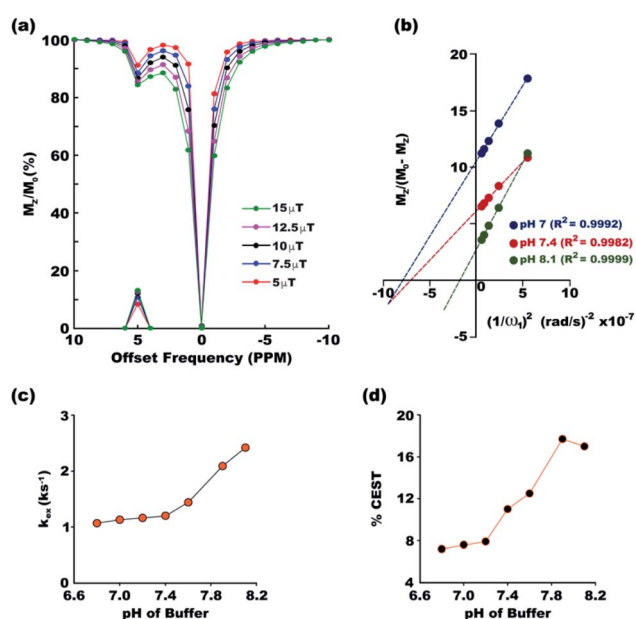 (a)
100
80
60
40
20
0
M_z/M_0(%)
15µT
12.5µT
10µT
7.5µT
5µT
10 5 0 -5 -10
Offset Frequency (PPM)
(b)
20
15
10
5
-5
M_z/(M_0- M_z)
pH 7 (R² = 0.9992)
pH 7.4 (R² = 0.9982)
pH 8.1 (R² = 0.9999)
-10 -5 0 5 10
(1/ω_1)² (rad/s)⁻² x10⁻⁷
(c)
3
2
1
0
k_ex (ks⁻¹)
6.6 7.0 7.4 7.8 8.2
pH of Buffer
(d)
20
16
12
8
4
% CEST
6.6 7.0 7.4 7.8 8.2
pH of Buffer